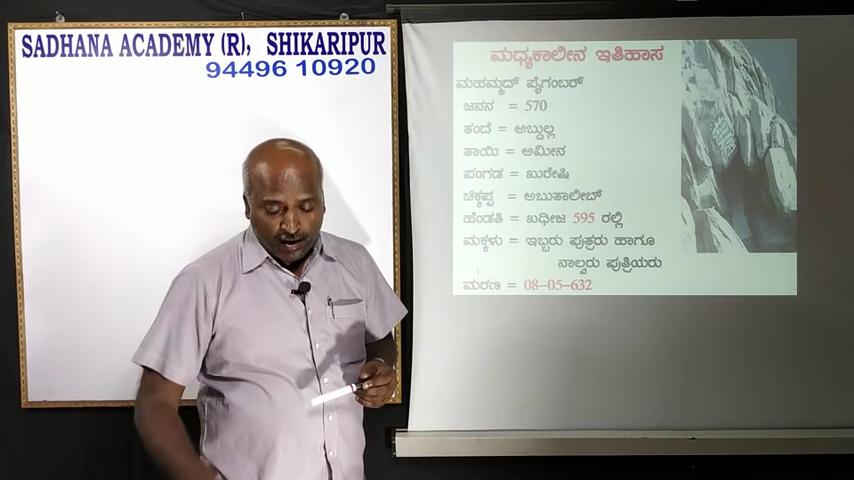 SADHANA ACADEMY (R), SHIKARIPUR
94496 10920
ಮಧ್ಯಕಾಲೀನ ಇತಿಹಾಸ
ಮಹಮ್ಮದ್ ಪೈಗಂಬರ್
ಜನನ = 570
ತಂದೆ = ಅಬ್ದುಲ್ಲ
ತಾಯಿ = ಅಮೀನ
ಪಂಗಡ = ಖುರೇಷಿ
ಚಿಕ್ಕಪ್ಪ = ಅಬುತಾಲೀಬ್
ಹೆಂಡತಿ = ಖಧೀಜ 595 ರಲ್ಲಿ
ಮಕ್ಕಳು = ಇಬ್ಬರು ಪುತ್ರರು ಹಾಗೂ
ನಾಲ್ವರು ಪುತ್ರಿಯರು
ಮರಣ = 08-05-632